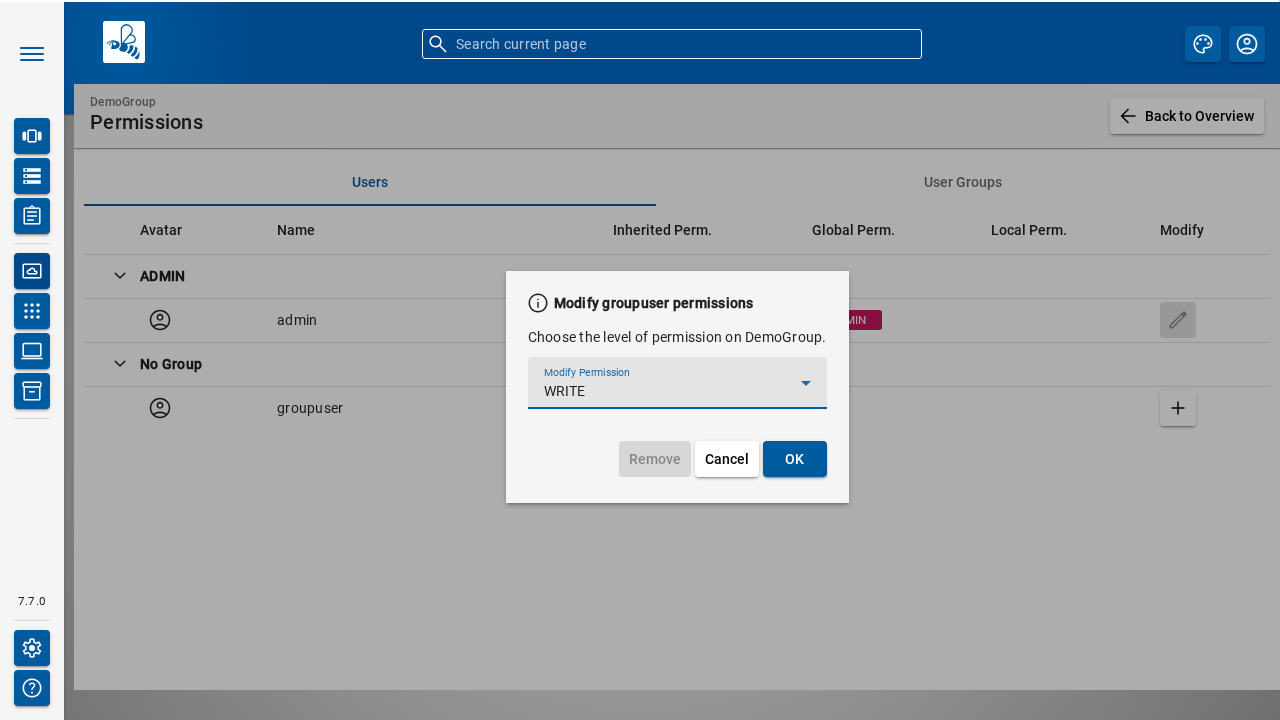 Search current page
DemoGroup
Permissions
Back to Overview
Users
User Groups
Avatar
Name
Inherited Perm.
Global Perm.
Local Perm.
Modify
ADMIN
admin
No Group
groupuser
Modify groupuser permissions
Choose the level of permission on DemoGroup.
Modify Permission
WRITE
Remove
Cancel
OK
7.7.0